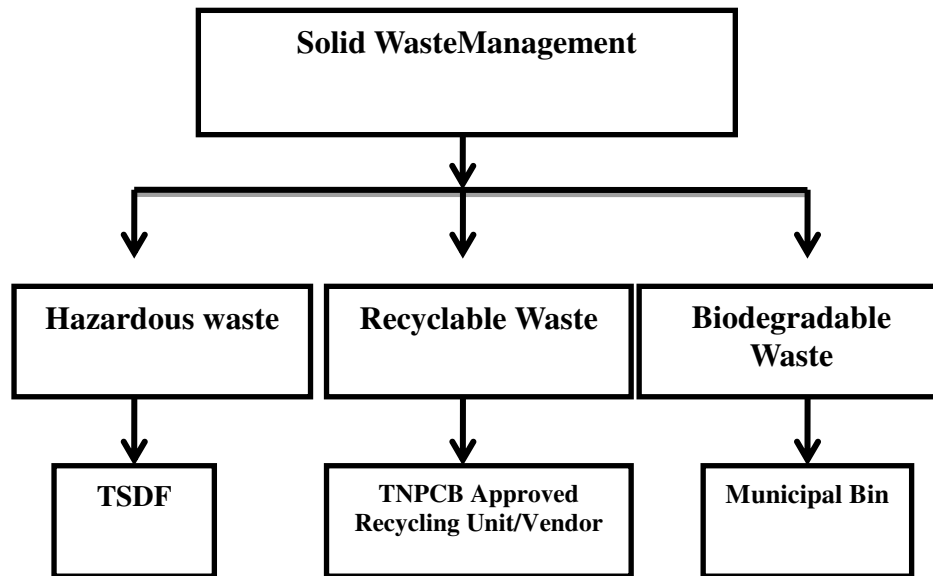 Solid WasteManagement
Hazardous waste
Recyclable Waste
Biodegradable
Waste
TSDF
TNPCB Approved
Recycling Unit/Vendor
Municipal Bin